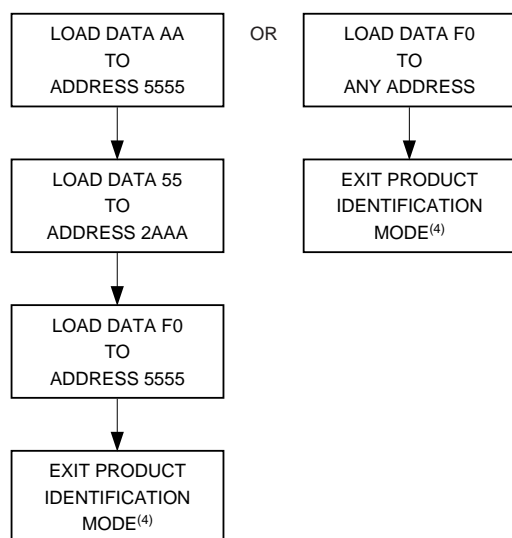 LOAD DATA AA
TO
ADDRESS 5555
LOAD DATA 55
TO
ADDRESS 2AAA
LOAD DATA F0
TO
ADDRESS 5555
EXIT PRODUCT
IDENTIFICATION
MODE(4)
OR
LOAD DATA F0
TO
ANY ADDRESS
EXIT PRODUCT
IDENTIFICATION
MODE(4)